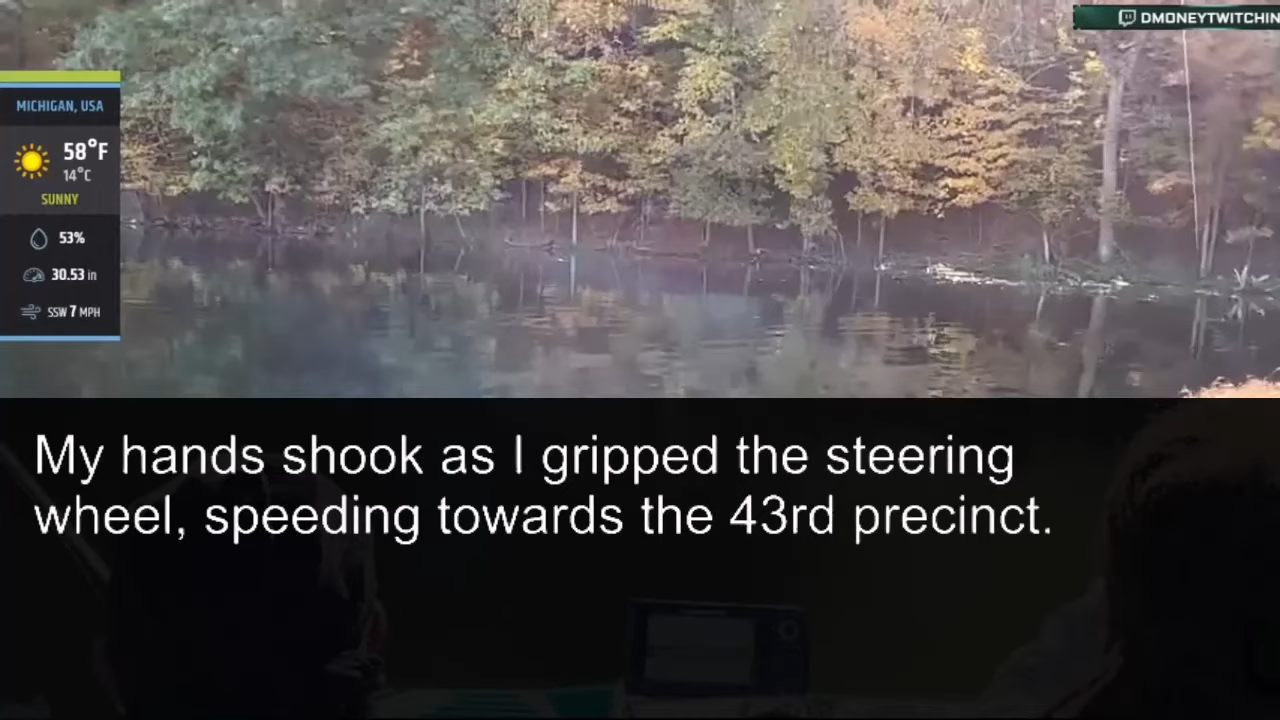 DMONEYTWITCHIN
MICHIGAN, USA
58°F
14°C
SUNNY
53%
30.53 in
SSW 7 MPH
My hands shook as I gripped the steering
wheel, speeding towards the 43rd precinct.